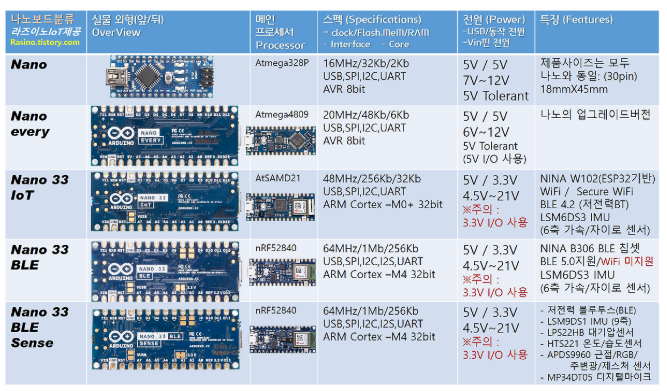 나노보드분류
라즈이노IoT제공
Rasino.tistory.com
실물 외형(앞/뒤)
OverView
메인
프로세서
Processor
스펙 (Specifications)
- clock/Flash.MeM/RAM
- Interface - Core
전원 (Power)
-USB/동작 전원
-Vin핀 전원
특징 (Features)
Nano
Atmega328P
16MHz/32Kb/2Kb
USB,SPI,I2C,UART
AVR 8bit
5V / 5V
7V~12V
5V Tolerant
제품사이즈는 모두
나노와 동일: (30pin)
18mmX45mm
Nano
every
ARDUINO
NANO
EVERY
ARDUINO.CC
Atmega4809
20MHz/48Kb/6Kb
USB,SPI,I2C,UART
AVR 8bit
5V / 5V
6V~12V
5V Tolerant
(5V I/O 사용)
나노의 업그레이드버전
Nano 33
IoT
ARDUINO
NANO 33
IoT
ARDUINO.CC
AtSAMD21
48MHz/256Kb/32Kb
USB,SPI,I2C,UART
ARM Cortex –M0+ 32bit
5V / 3.3V
4.5V~21V
※주의 :
3.3V I/O 사용
NINA W102(ESP32기반)
WiFi / Secure WiFi
BLE 4.2 (저전력BT)
LSM6DS3 IMU
(6축 가속/자이로 센서)
Nano 33
BLE
ARDUINO
NANO 33
BLE
ARDUINO.CC
nRF52840
64MHz/1Mb/256Kb
USB,SPI,I2C,I2S,UART
ARM Cortex –M4 32bit
5V / 3.3V
4.5V~21V
※주의 :
3.3V I/O 사용
NINA B306 BLE 칩셋
BLE 5.0지원/WiFi 미지원
LSM6DS3 IMU
(6축 가속/자이로 센서)
Nano 33
BLE
Sense
ARDUINO
NANO 33
BLE
SENSE
ARDUINO.CC
nRF52840
64MHz/1Mb/256Kb
USB,SPI,I2C,I2S,UART
ARM Cortex –M4 32bit
5V / 3.3V
4.5V~21V
※주의 :
3.3V I/O 사용
- 저전력 블루투스(BLE)
- LSM9DS1 IMU (9축)
- LPS22HB 대기압센서
- HTS221 온도/습도센서
- APDS9960 근접/RGB/
주변광/제스처 센서
- MP34DT05 디지털마이크